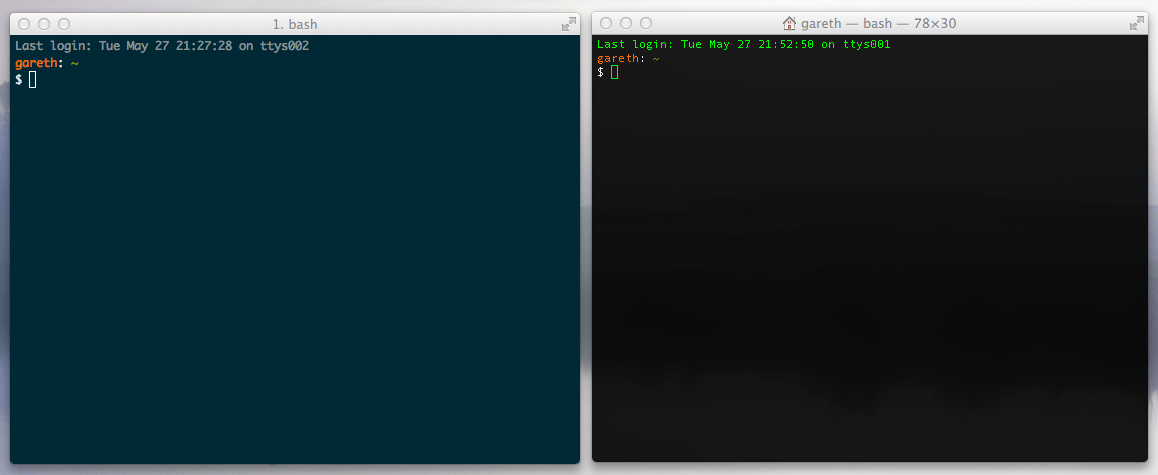 1. bash
Last login: Tue May 27 21:27:28 on ttys002
gareth: ~
$
gareth — bash — 78×30
Last login: Tue May 27 21:52:50 on ttys001
gareth: ~
$